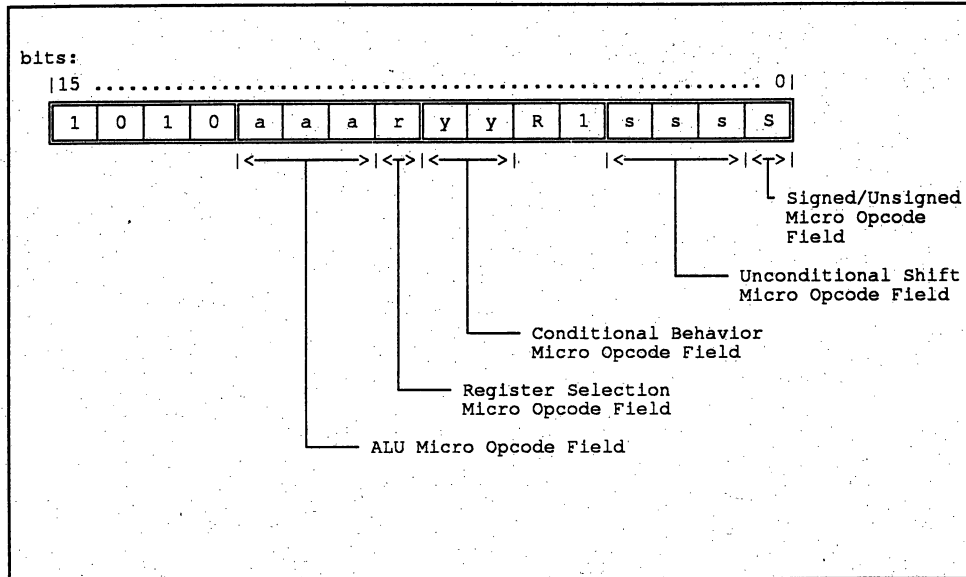 bits:
|15 ........................................................ 0|
1 0 1 0 a a a r y y R 1 s s s S
Signed/Unsigned
Micro Opcode
Field
Unconditional Shift
Micro Opcode Field
Conditional Behavior
Micro Opcode Field
Register Selection
Micro Opcode Field
ALU Micro Opcode Field